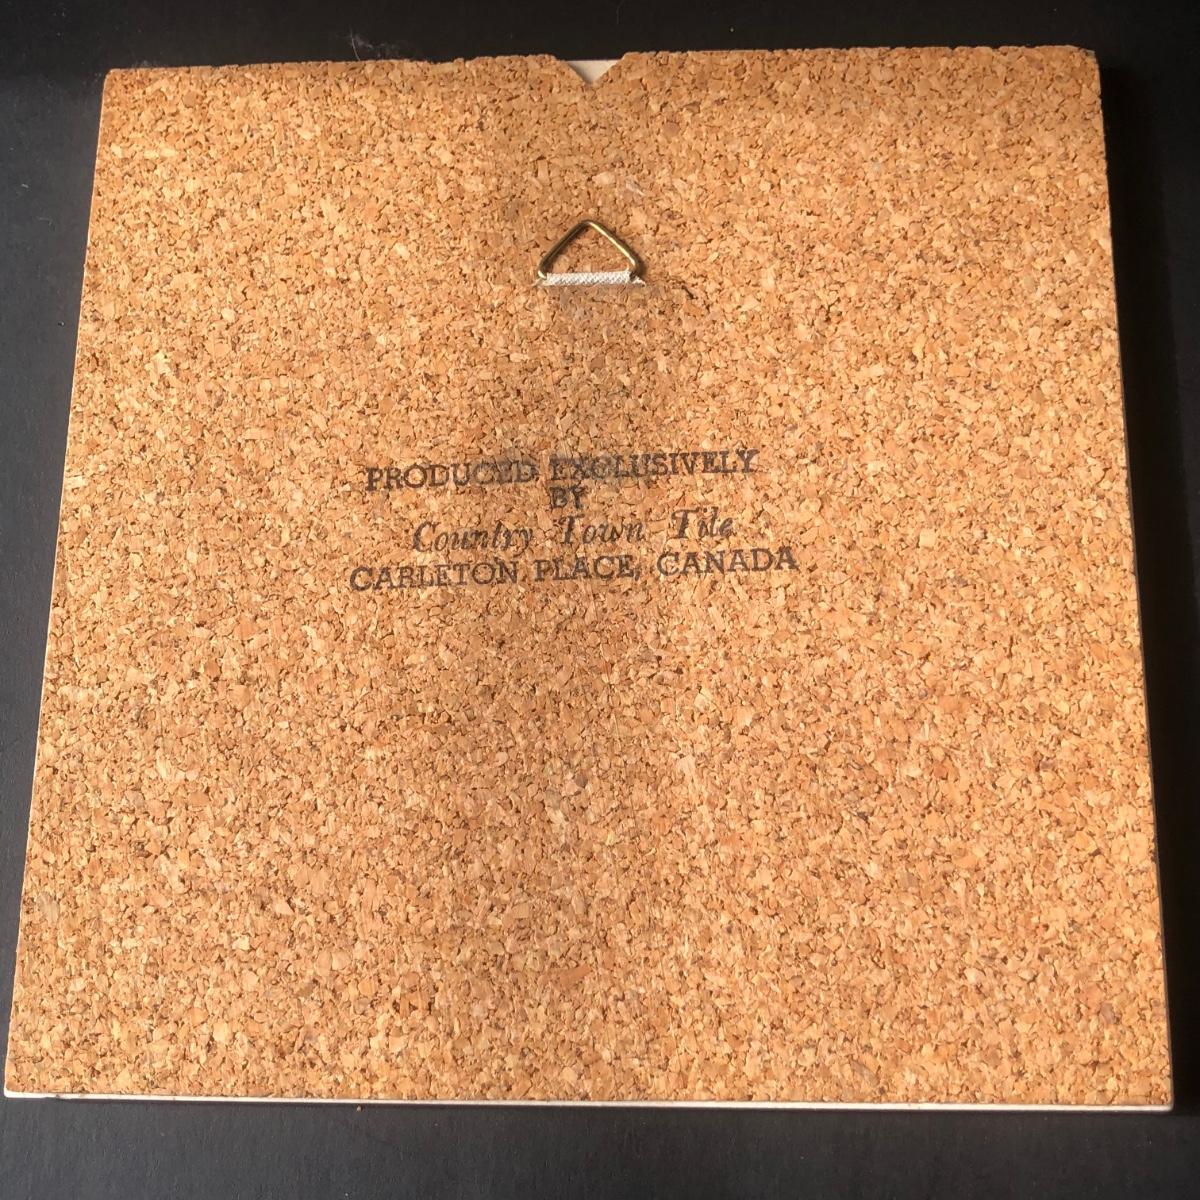 PRODUCED EXCLUSIVELY
BY
Country Town Tile
CARLETON PLACE, CANADA